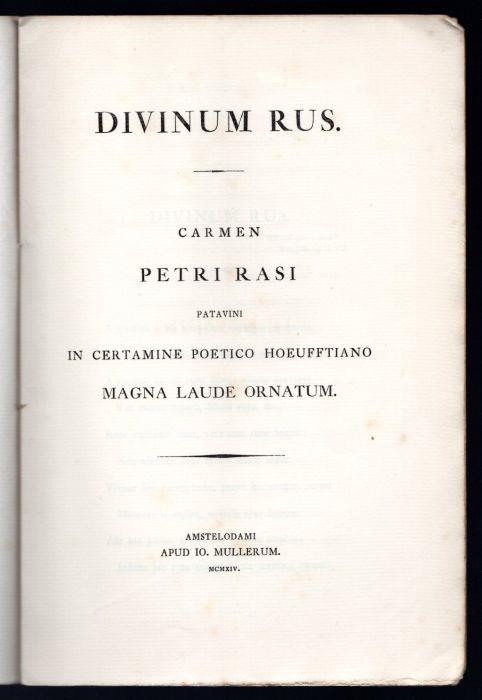 DIVINUM RUS.
CARMEN
PETRI RASI
PATAVINI
IN CERTAMINE POETICO HOEUFFTIANO
MAGNA LAUDE ORNATUM.
AMSTELODAMI
APUD IO. MULLERUM.
MCMXIV.